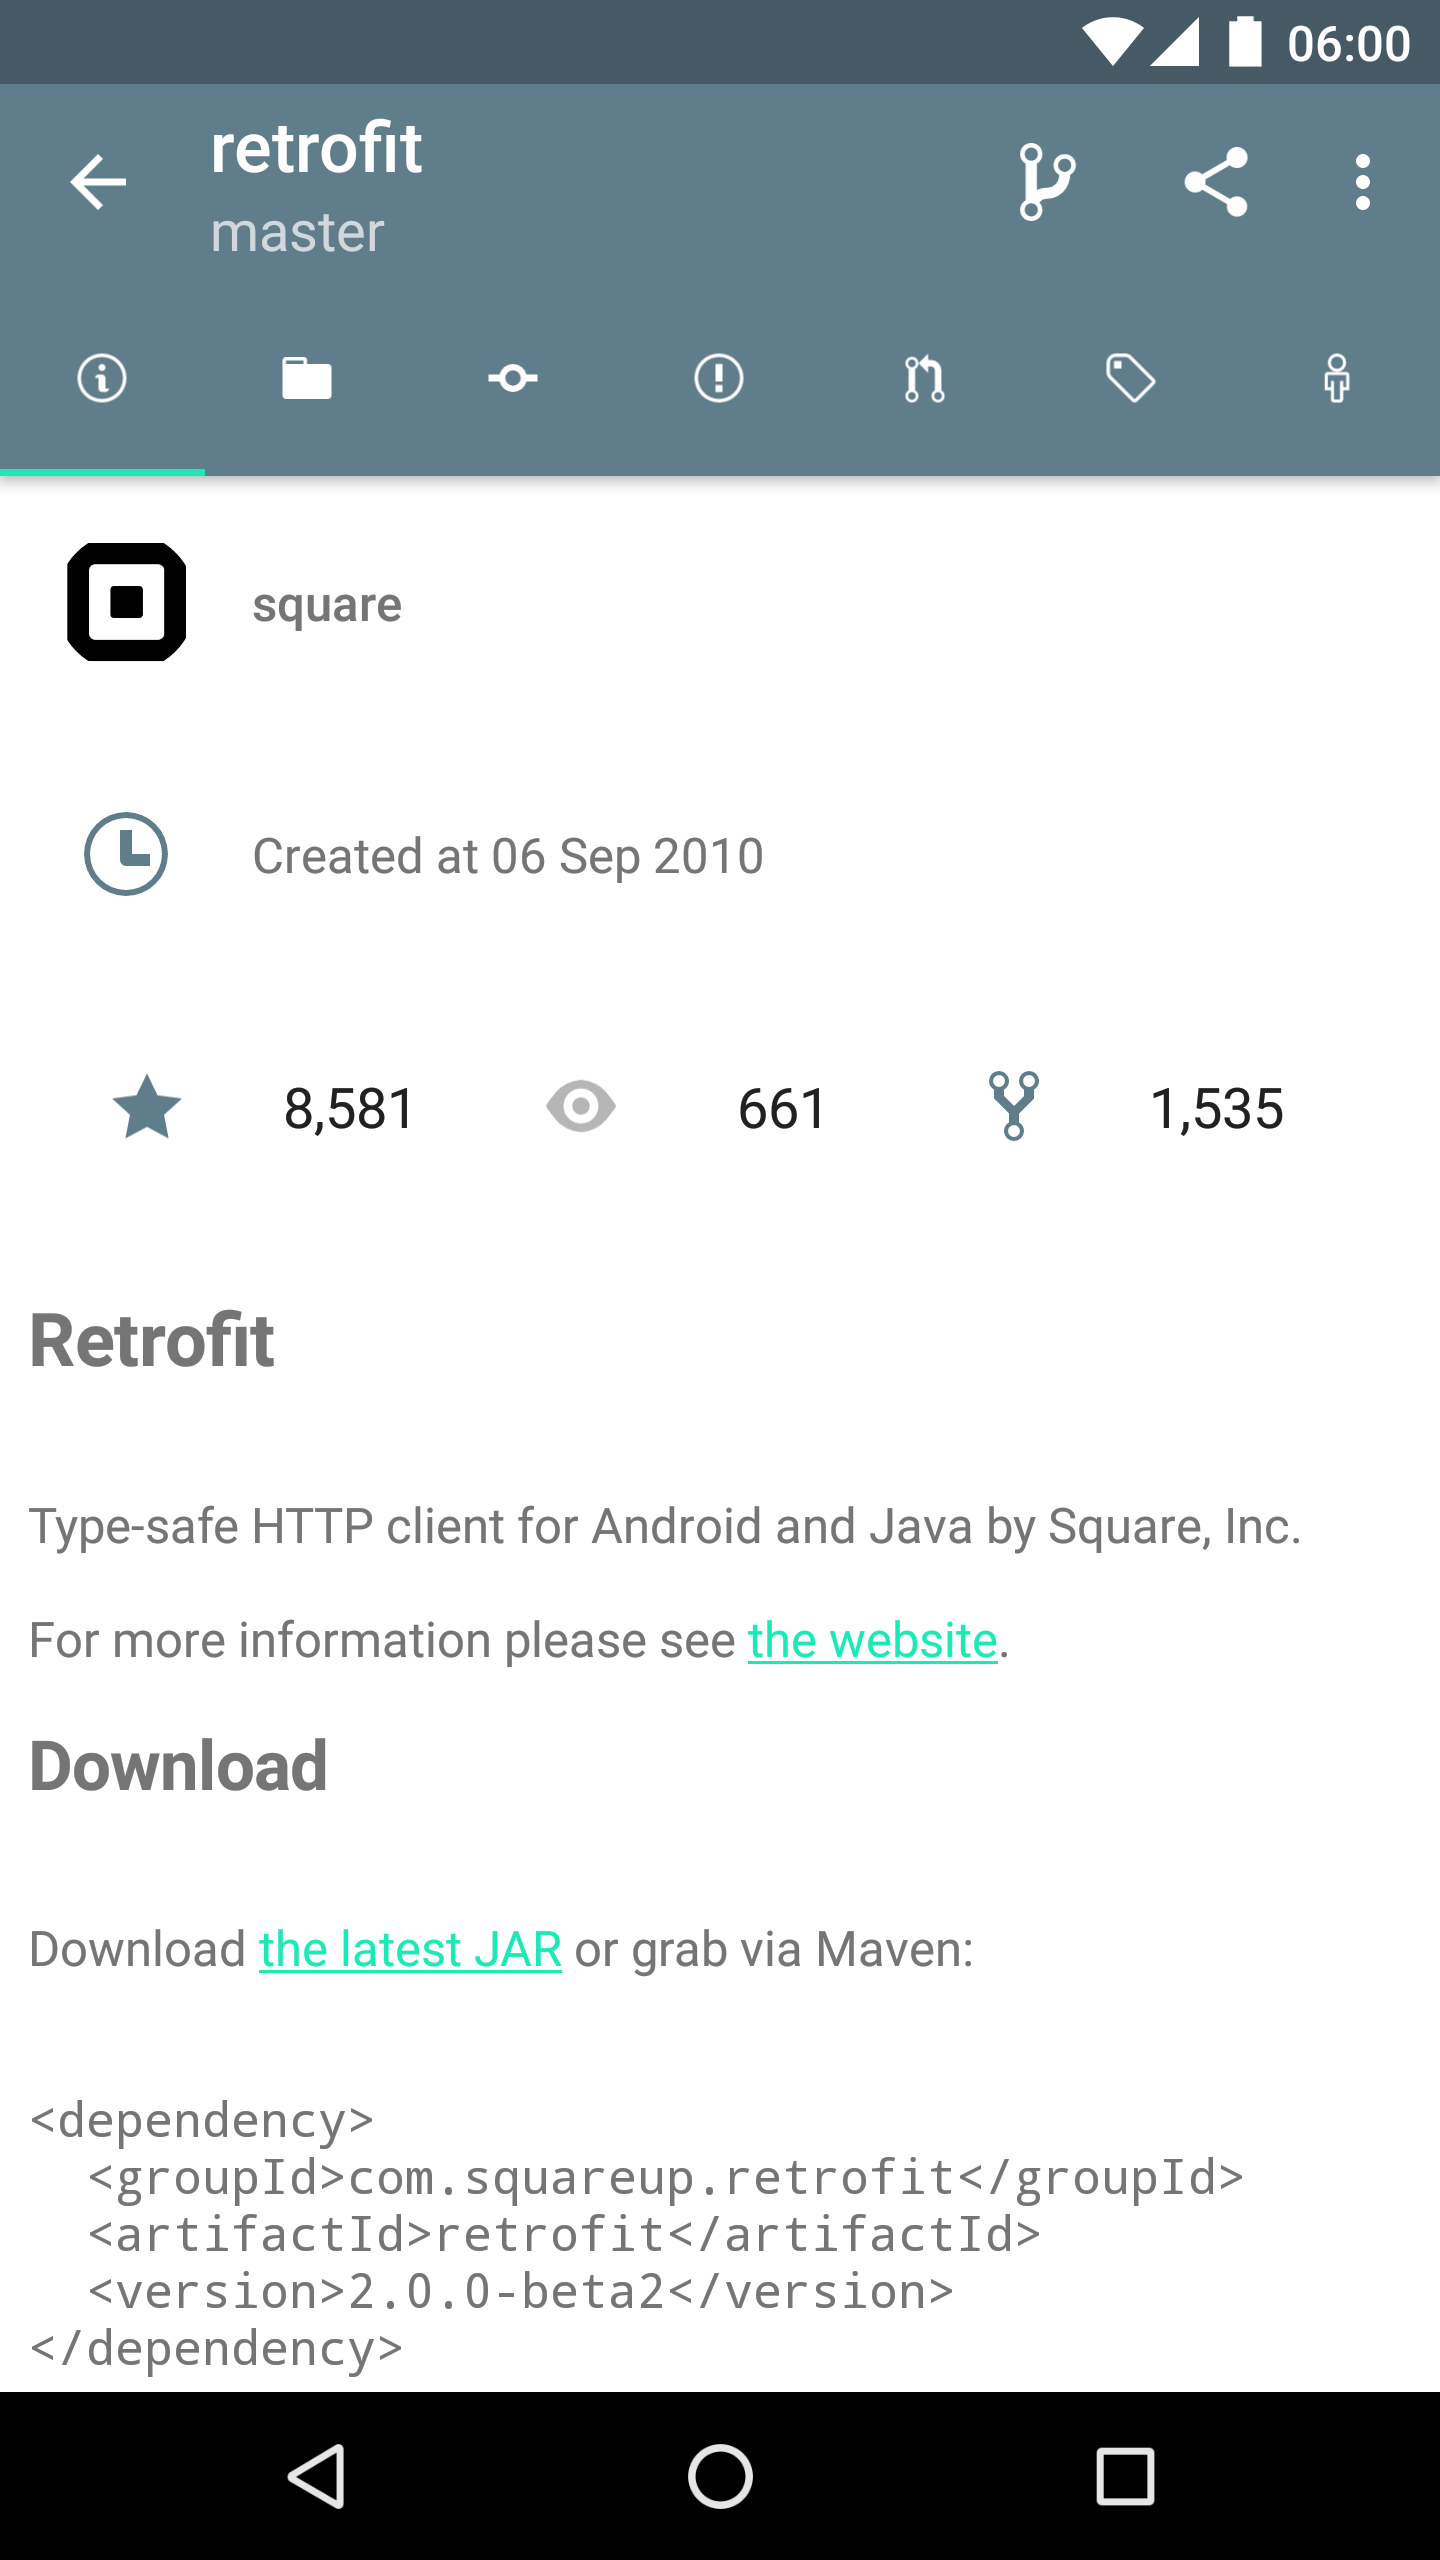 06:00
retrofit
master
square
Created at 06 Sep 2010
8,581 661 1,535
Retrofit
Type-safe HTTP client for Android and Java by Square, Inc.
For more information please see the website.
Download
Download the latest JAR or grab via Maven:
<dependency>
  <groupId>com.squareup.retrofit</groupId>
  <artifactId>retrofit</artifactId>
  <version>2.0.0-beta2</version>
</dependency>